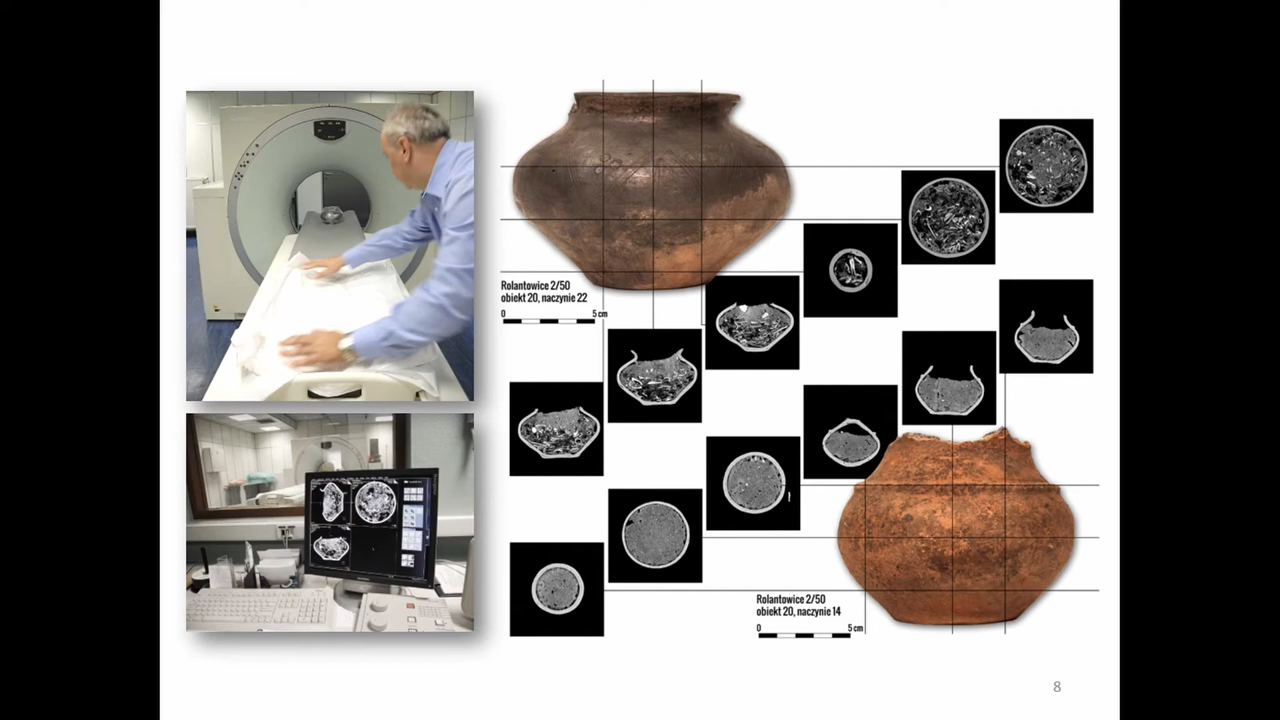 Rolantowice 2/50
obiekt 20, naczynie 22
0 5 cm
Rolantowice 2/50
obiekt 20, naczynie 14
0 5 cm
8